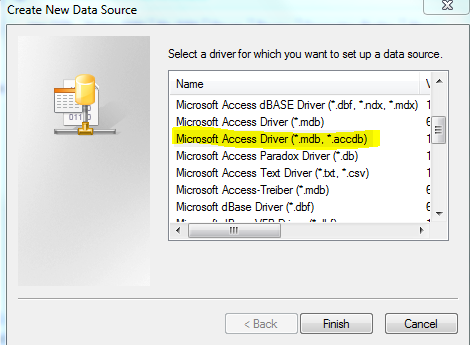 Create New Data Source
Select a driver for which you want to set up a data source.
Name V
Microsoft Access dBASE Driver (*.dbf, *.ndx, *.mdx) 1
Microsoft Access Driver (*.mdb) 6
Microsoft Access Driver (*.mdb, *.accdb) 1
Microsoft Access Paradox Driver (*.db) 1
Microsoft Access Text Driver (*.txt, *.csv) 1
Microsoft Access-Treiber (*.mdb) 6
Microsoft dBase Driver (*.dbf) 6
< Back Finish Cancel